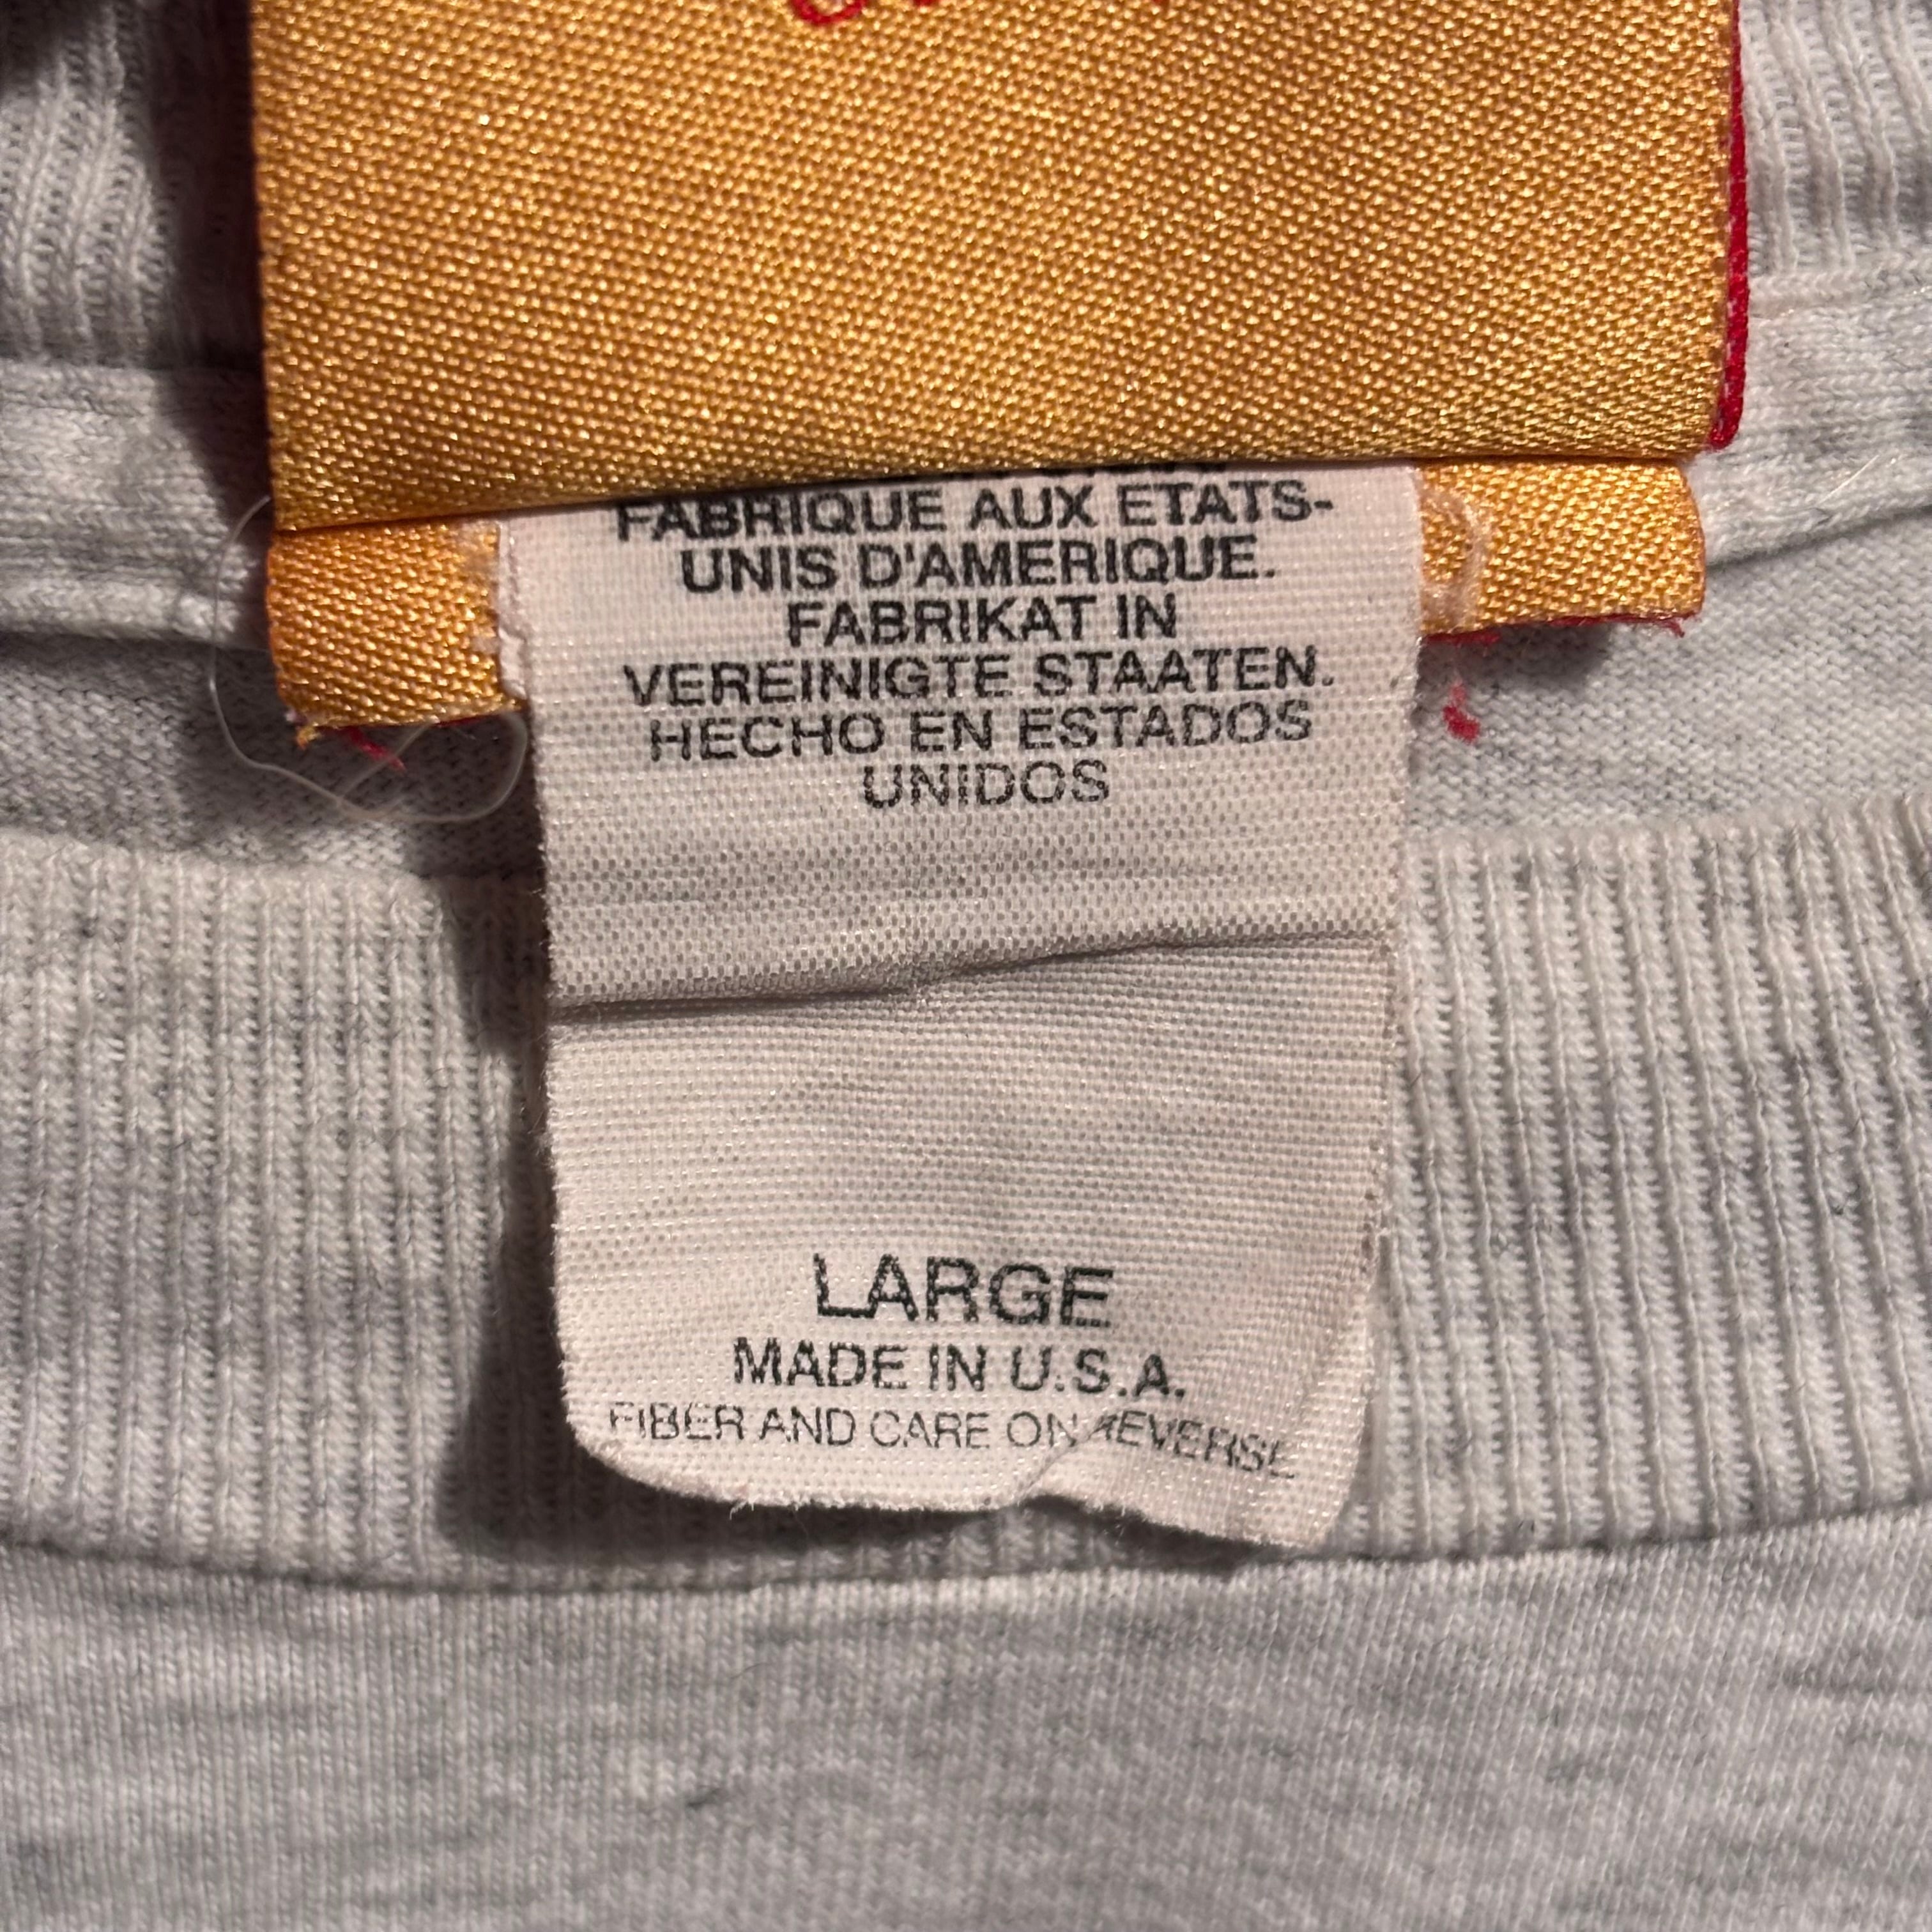 FABRIQUE AUX ETATS-
UNIS D'AMERIQUE.
FABRIKAT IN
VEREINIGTE STAATEN.
HECHO EN ESTADOS
UNIDOS
LARGE
MADE IN U.S.A.
FIBER AND CARE ON REVERSE